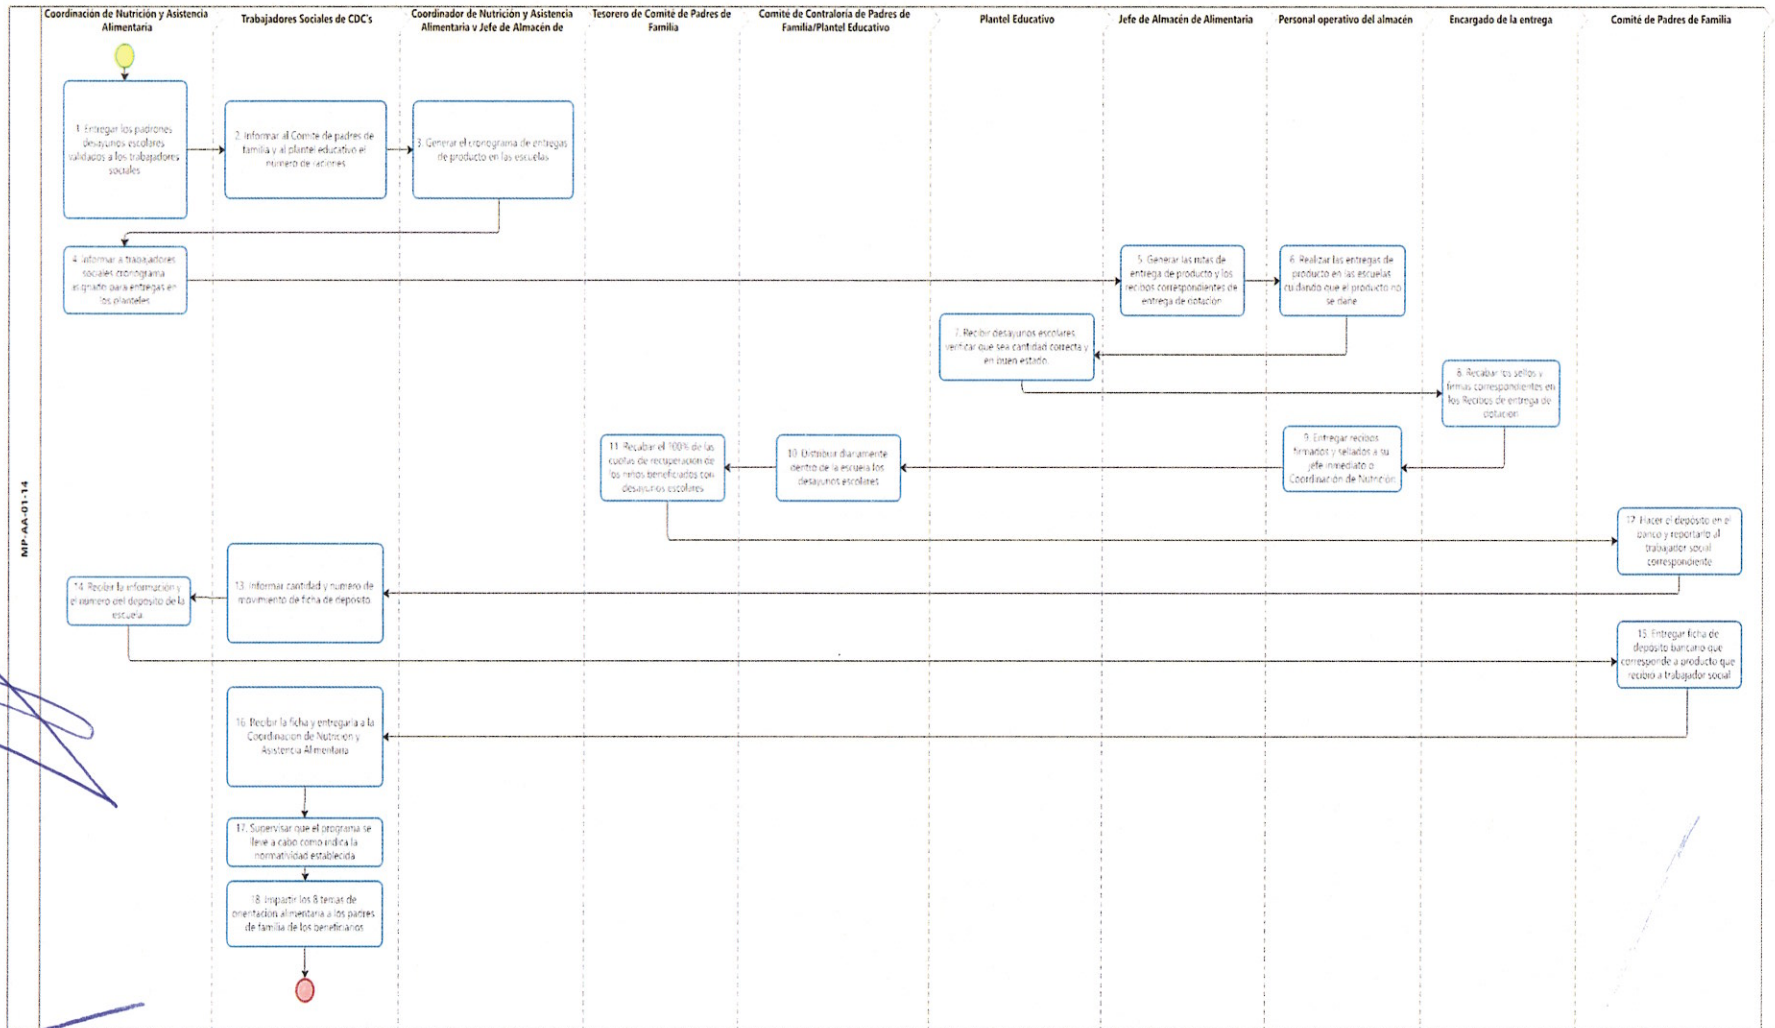 Coordinación de Nutrición y Asistencia
Alimentaria
Trabajadores Sociales de CDC's
Coordinador de Nutrición y Asistencia
Alimentaria y Jefe de Almacén de
Tesorero de Comité de Padres de
Familia
Comité de Contraloría de Padres de
Familia/Plantel Educativo
Plantel Educativo
Jefe de Almacén de Alimentaria
Personal operativo del almacén
Encargado de la entrega
Comité de Padres de Familia
MP-AA-01-14
1. Entregar los padrones
desayunos escolares
validados a los trabajadores
sociales
2. Informar al Comite de padres de
familia y al plantel educativo el
numero de raciones
3. Generar el cronograma de entregas
de producto en las escuelas
4. Informar a trabajadores
sociales cronograma
asignado para entregas en
los planteles
5. Generar las rutas de
entrega de producto y los
recibos correspondientes de
entrega de dotación
6. Realizar las entregas de
producto en las escuelas
cuidando que el producto no
se dañe
7. Recibir desayunos escolares
verificar que sea cantidad correcta y
en buen estado
8. Recabar los sellos y
firmas correspondientes en
los Recibos de entrega de
dotación
9. Entregar recibos
firmados y sellados a su
jefe inmediato o
Coordinación de Nutrición
10. Distribuir diariamente
dentro de la escuela los
desayunos escolares
11. Recabar el 100% de las
cuotas de recuperación de
los niños beneficiados con
desayunos escolares
12. Hacer el deposito en el
banco y reportarlo al
trabajador social
correspondiente
13. Informar cantidad y numero de
movimiento de ficha de deposito
14. Recibir la información y
el número del deposito de la
escuela
15. Entregar ficha de
depósito bancario que
corresponde a producto que
recibió a trabajador social
16. Recibir la ficha y entregarla a la
Coordinacion de Nutrición y
Asistencia Alimentaria
17. Supervisar que el programa se
lleve a cabo como indica la
normatividad establecida
18. Impartir los 8 temas de
orientación alimentaria a los padres
de familia de los beneficiarios